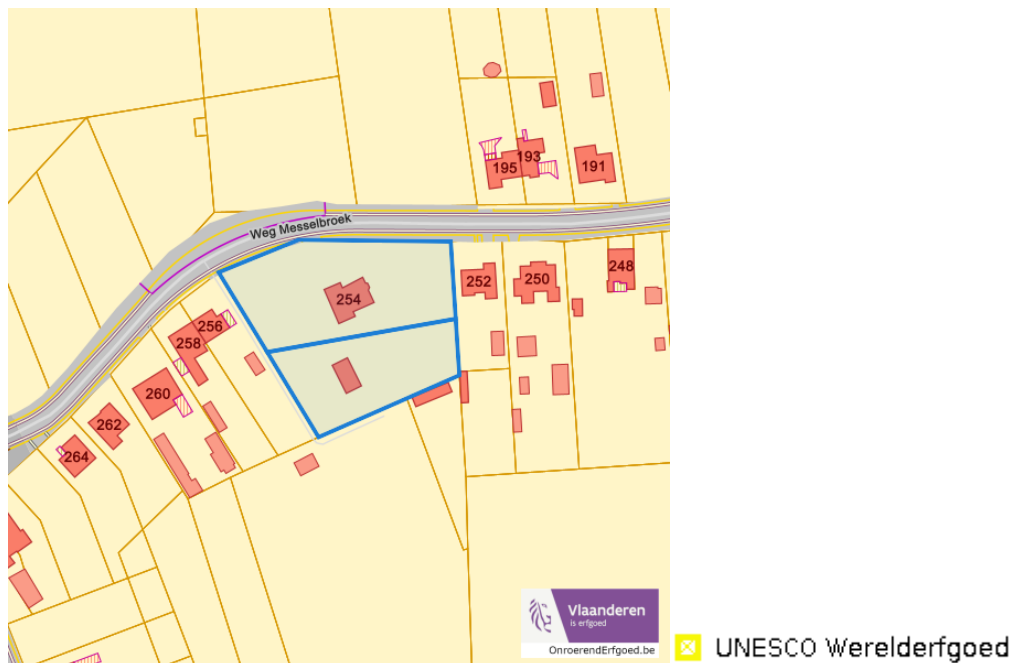 193
195
191
Weg Messelbroek
248
252
250
254
256
258
260
262
264
Vlaanderen
is erfgoed
OnroerendErfgoed.be
UNESCO Werelderfgoed